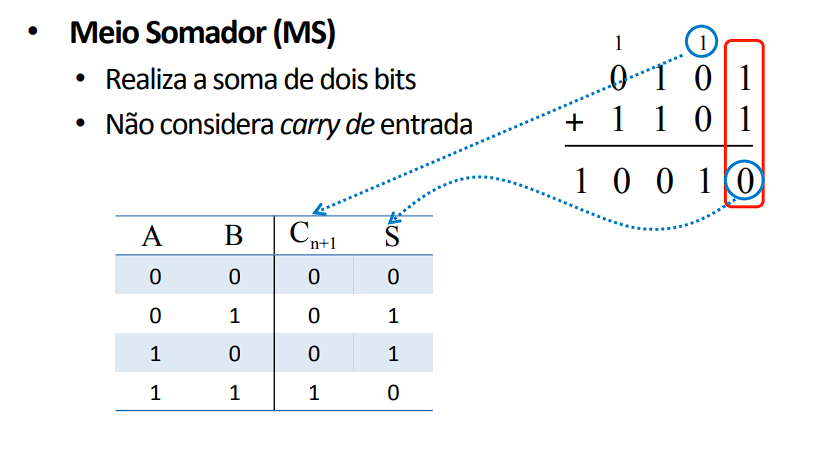 • Meio Somador (MS)
• Realiza a soma de dois bits
• Não considera carry de entrada
1 1
0 1 0 1
+ 1 1 0 1
1 0 0 1 0
A B Cn+1 S
0 0 0 0
0 1 0 1
1 0 0 1
1 1 1 0